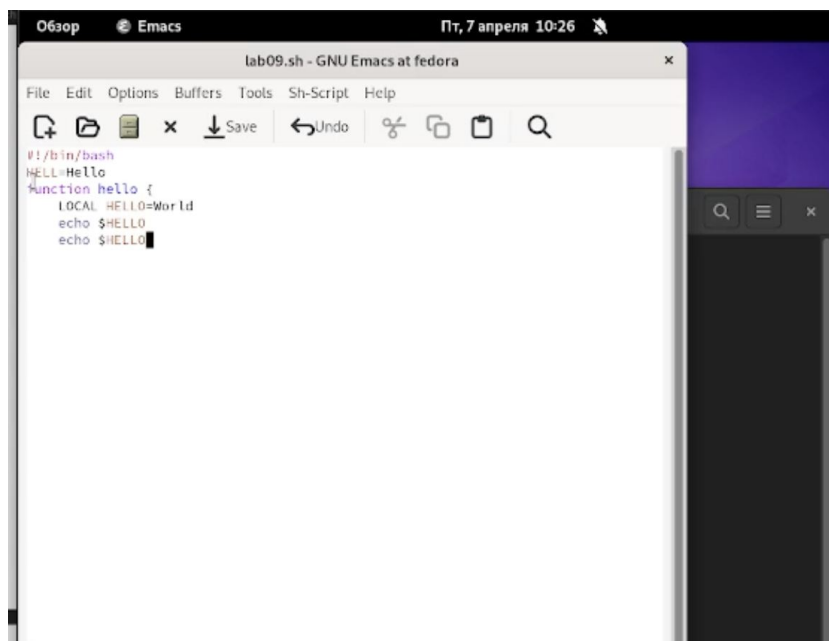 Обзор Emacs Пт, 7 апреля 10:26
lab09.sh - GNU Emacs at fedora
File Edit Options Buffers Tools Sh-Script Help
Save Undo
#!/bin/bash
HELL=Hello
function hello {
LOCAL HELLO=World
echo $HELLO
echo $HELLO